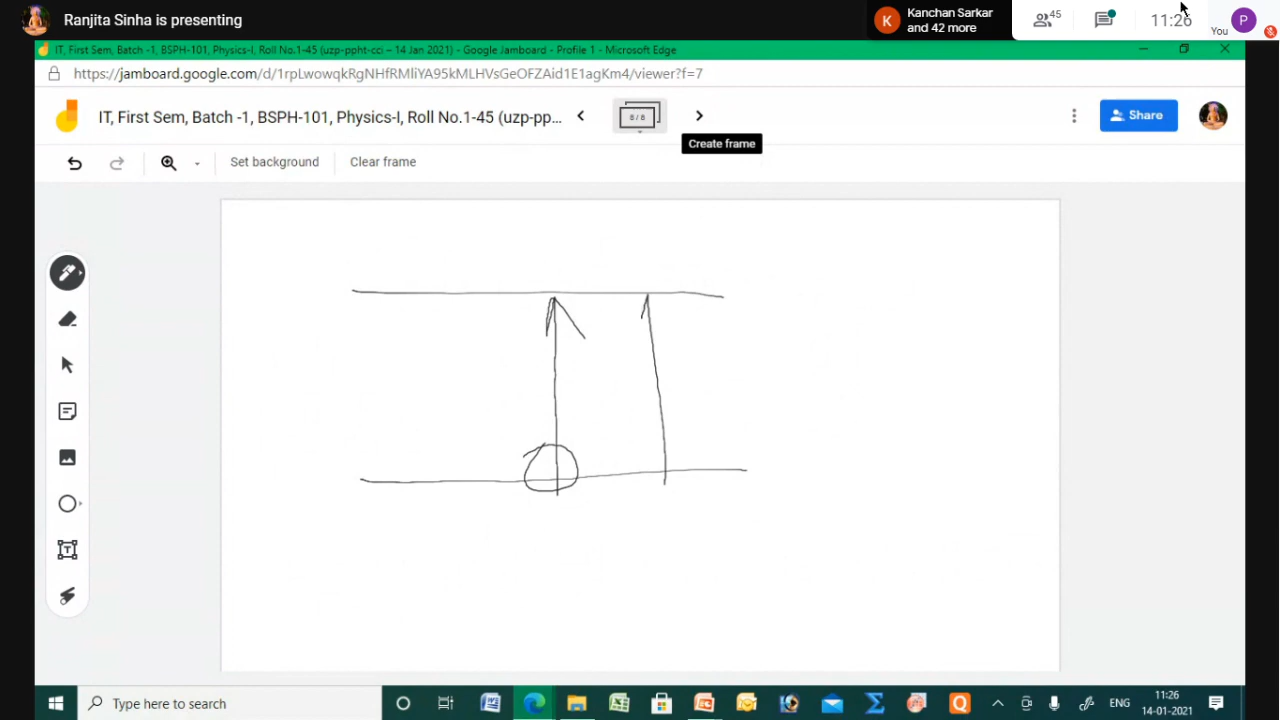 Ranjita Sinha is presenting
K
Kanchan Sarkar
and 42 more
45
11:26
You
P
IT, First Sem, Batch -1, BSPH-101, Physics-I, Roll No.1-45 (uzp-ppht-cci – 14 Jan 2021) - Google Jamboard - Profile 1 - Microsoft Edge
https://jamboard.google.com/d/1rpLwowqkRgNHfRMliYA95kMLHVsGeOFZAid1E1agKm4/viewer?f=7
IT, First Sem, Batch -1, BSPH-101, Physics-I, Roll No.1-45 (uzp-pp...
8 / 8
Share
Create frame
Set background
Clear frame
Type here to search
ENG
11:26
14-01-2021